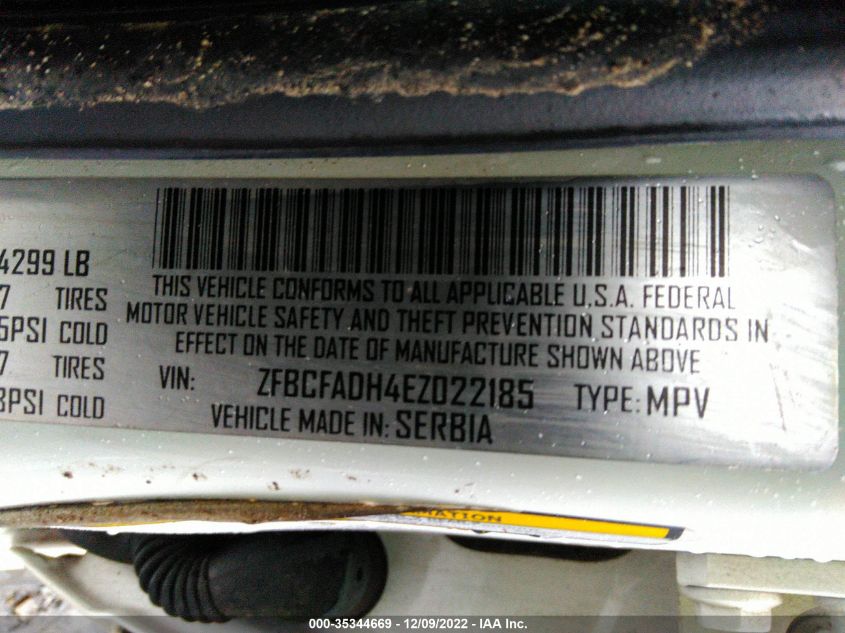 4299 LB
THIS VEHICLE CONFORMS TO ALL APPLICABLE U.S.A. FEDERAL
7 TIRES
MOTOR VEHICLE SAFETY AND THEFT PREVENTION STANDARDS IN
5PSI COLD
EFFECT ON THE DATE OF MANUFACTURE SHOWN ABOVE
7 TIRES
VIN: ZFBCFADH4EZ022185 TYPE: MPV
3PSI COLD
VEHICLE MADE IN: SERBIA
000-35344669 - 12/09/2022 - IAA Inc.